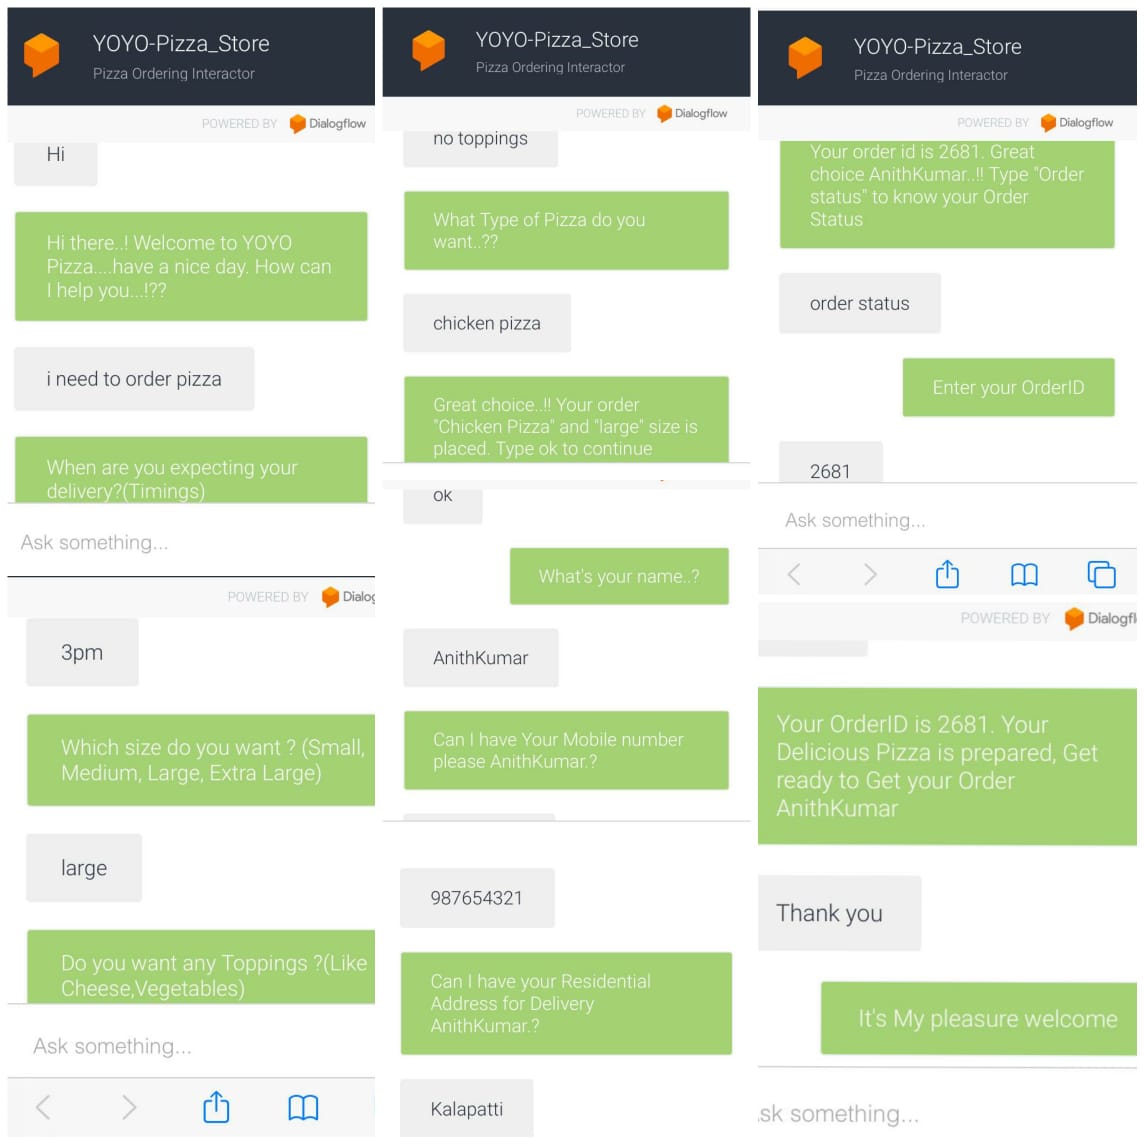 YOYO-Pizza_Store
Pizza Ordering Interactor
POWERED BY Dialogflow
Hi
Hi there..! Welcome to YOYO
Pizza....have a nice day. How can
I help you...!??
i need to order pizza
When are you expecting your
delivery?(Timings)
Ask something...
POWERED BY Dialog
3pm
Which size do you want ? (Small,
Medium, Large, Extra Large)
large
Do you want any Toppings ?(Like
Cheese,Vegetables)
Ask something...
YOYO-Pizza_Store
Pizza Ordering Interactor
POWERED BY Dialogflow
no toppings
What Type of Pizza do you
want..??
chicken pizza
Great choice..!! Your order
"Chicken Pizza" and "large" size is
placed. Type ok to continue
ok
What's your name..?
AnithKumar
Can I have Your Mobile number
please AnithKumar.?
987654321
Can I have your Residential
Address for Delivery
AnithKumar.?
Kalapatti
YOYO-Pizza_Store
Pizza Ordering Interactor
POWERED BY Dialogflow
Your order id is 2681. Great
choice AnithKumar..!! Type "Order
status" to know your Order
Status
order status
Enter your OrderID
2681
Ask something...
POWERED BY Dialogfl
Your OrderID is 2681. Your
Delicious Pizza is prepared, Get
ready to Get your Order
AnithKumar
Thank you
It's My pleasure welcome
sk something...